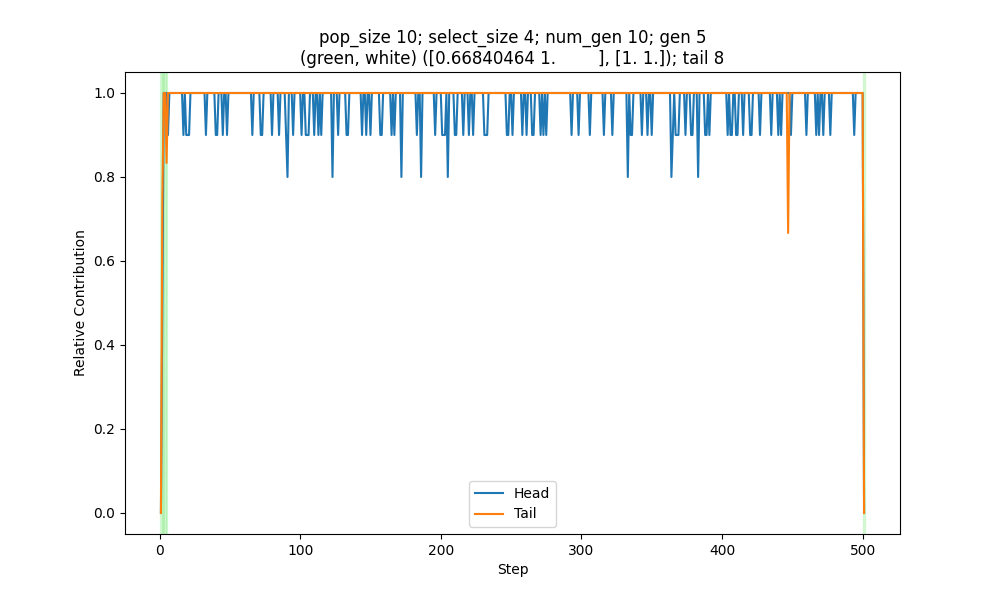 pop_size 10; select_size 4; num_gen 10; gen 5
(green, white) ([0.66840464 1.        ], [1. 1.]); tail 8
1.0
0.8
0.6
0.4
0.2
0.0
Relative Contribution
Head
Tail
0
100
200
300
400
500
Step